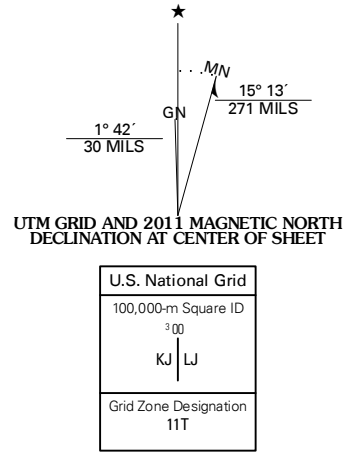 ★
MN
GN
1° 42´
30 MILS
15° 13´
271 MILS
UTM GRID AND 2011 MAGNETIC NORTH
DECLINATION AT CENTER OF SHEET
U.S. National Grid
100,000-m Square ID
³00
KJ LJ
Grid Zone Designation
11T